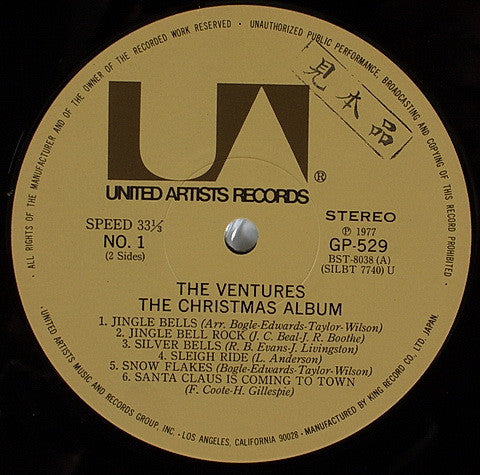 · ALL RIGHTS OF THE MANUFACTURER AND OF THE OWNER OF THE RECORDED WORK RESERVED · UNAUTHORIZED PUBLIC PERFORMANCE, BROADCASTING AND COPYING OF THIS RECORD PROHIBITED ·
見本品
UA
®
UNITED ARTISTS RECORDS
SPEED 33⅓
NO. 1
(2 Sides)
STEREO
Ⓟ 1977
GP-529
BST-8038 (A)
(SILBT 7740) U
THE VENTURES
THE CHRISTMAS ALBUM
1. JINGLE BELLS (Arr. Bogle-Edwards-Taylor-Wilson)
2. JINGLE BELL ROCK (J. C. Beal-J. R. Boothe)
3. SILVER BELLS (R. B. Evans-J. Livingston)
4. SLEIGH RIDE (L. Anderson)
5. SNOW FLAKES (Bogle-Edwards-Taylor-Wilson)
6. SANTA CLAUS IS COMING TO TOWN
(F. Coote-H. Gillespie)
UNITED ARTISTS MUSIC AND RECORDS GROUP, INC. · LOS ANGELES, CALIFORNIA 90028 · MANUFACTURED BY KING RECORD CO., LTD. JAPAN.